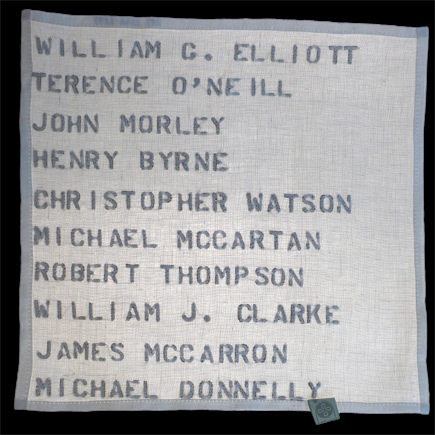 WILLIAM C. ELLIOTT
TERENCE O'NEILL
JOHN MORLEY
HENRY BYRNE
CHRISTOPHER WATSON
MICHAEL MCCARTAN
ROBERT THOMPSON
WILLIAM J. CLARKE
JAMES MCCARRON
MICHAEL DONNELLY